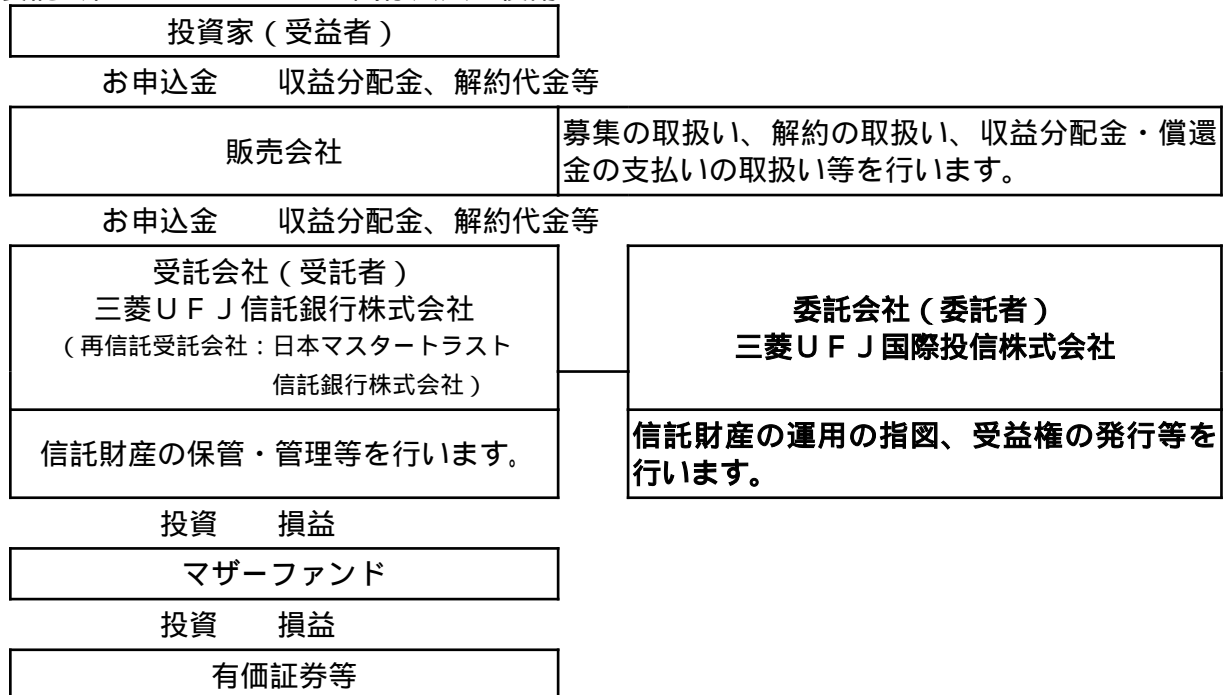 投資家（受益者）
お申込金　　収益分配金、解約代金等
販売会社
募集の取扱い、解約の取扱い、収益分配金・償還
金の支払いの取扱い等を行います。
お申込金　　収益分配金、解約代金等
受託会社（受託者）
三菱ＵＦＪ信託銀行株式会社
（再信託受託会社：日本マスタートラスト
信託銀行株式会社）
信託財産の保管・管理等を行います。
委託会社（委託者）
三菱ＵＦＪ国際投信株式会社
信託財産の運用の指図、受益権の発行等を
行います。
投資　　損益
マザーファンド
投資　　損益
有価証券等